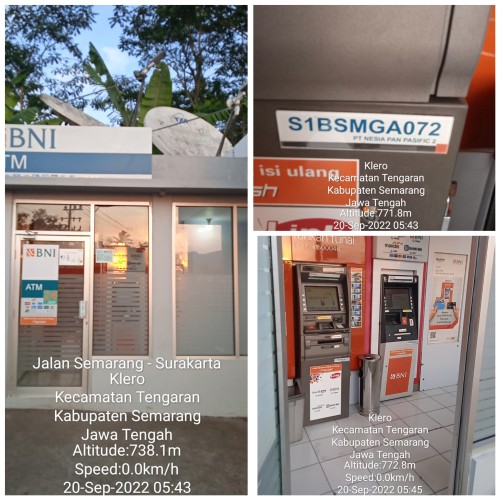 BNI
ATM
BNI
ATM
Jalan Semarang - Surakarta
Klero
Kecamatan Tengaran
Kabupaten Semarang
Jawa Tengah
Altitude:738.1m
Speed:0.0km/h
20-Sep-2022 05:43
S1BSMGA072
PT NESIA PAN PASIFIC 2
isi ulang
Klero
Kecamatan Tengaran
Kabupaten Semarang
Jawa Tengah
Altitude:771.8m
20-Sep-2022 05:43
tunai
BNI
Klero
Kecamatan Tengaran
Kabupaten Semarang
Jawa Tengah
Altitude:772.8m
20-Sep-2022 05:45